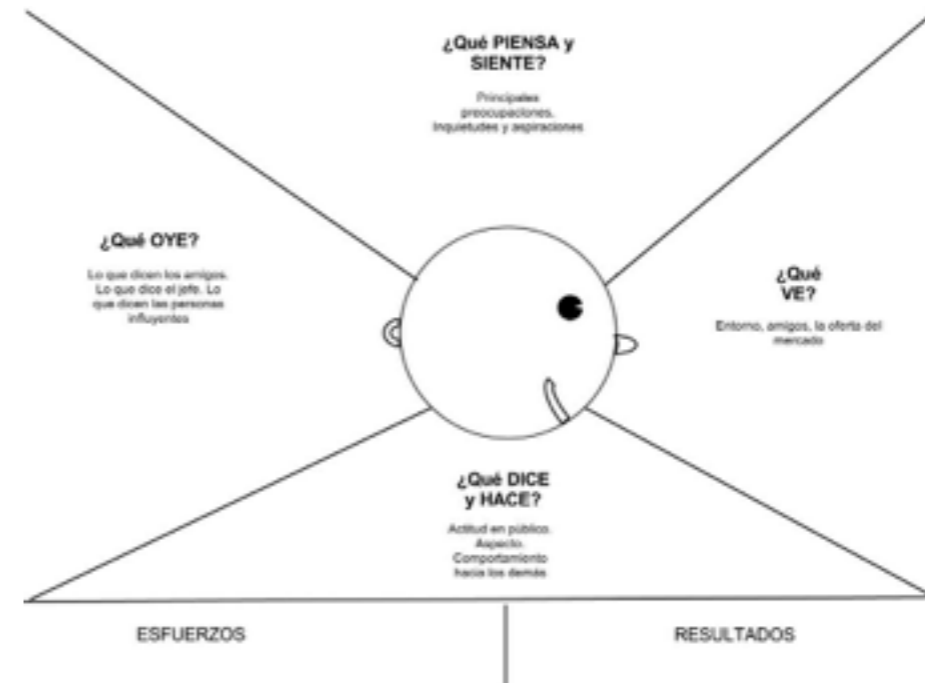 ¿Qué PIENSA y
SIENTE?
Principales
preocupaciones.
Inquietudes y aspiraciones
¿Qué OYE?
Lo que dicen los amigos.
Lo que dice el jefe. Lo
que dicen las personas
influyentes
¿Qué
VE?
Entorno, amigos, la oferta del
mercado
¿Qué DICE
y HACE?
Actitud en público.
Aspecto.
Comportamiento
hacia los demás
ESFUERZOS
RESULTADOS